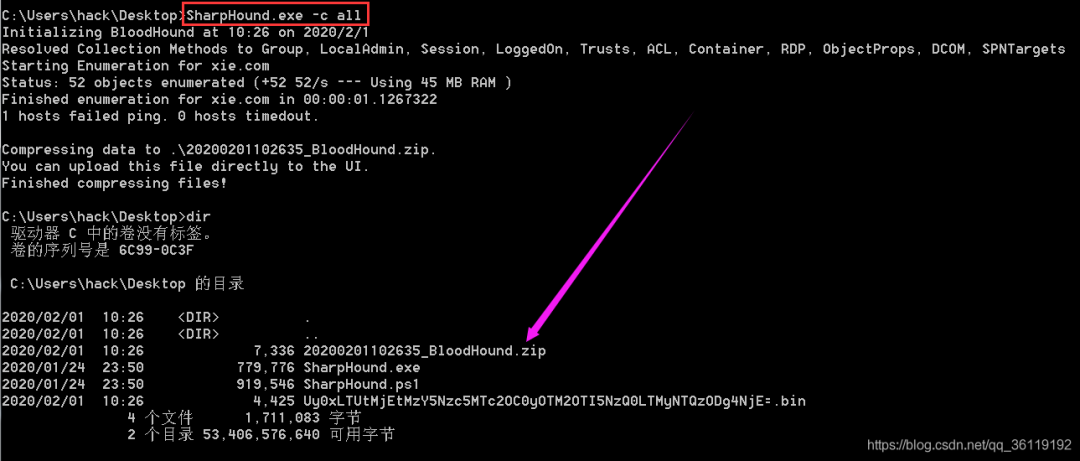 C:\Users\hack\Desktop>SharpHound.exe -c all
Initializing BloodHound at 10:26 on 2020/2/1
Resolved Collection Methods to Group, LocalAdmin, Session, LoggedOn, Trusts, ACL, Container, RDP, ObjectProps, DCOM, SPNTargets
Starting Enumeration for xie.com
Status: 52 objects enumerated (+52 52/s --- Using 45 MB RAM )
Finished enumeration for xie.com in 00:00:01.1267322
1 hosts failed ping. 0 hosts timedout.
Compressing data to .\20200201102635_BloodHound.zip.
You can upload this file directly to the UI.
Finished compressing files!
C:\Users\hack\Desktop>dir
驱动器 C 中的卷没有标签。
卷的序列号是 6C99-0C3F
C:\Users\hack\Desktop 的目录
2020/02/01  10:26    <DIR>          .
2020/02/01  10:26    <DIR>          ..
2020/02/01  10:26             7,336 20200201102635_BloodHound.zip
2020/01/24  23:50           779,776 SharpHound.exe
2020/01/24  23:50           919,546 SharpHound.ps1
2020/02/01  10:26             4,425 Uy0xLTUtMjEtMzY5Nzc5MTc2OC0yOTM2OTI5NzQ0LTMyNTQzODg4NjE=.bin
4 个文件      1,711,083 字节
2 个目录 53,406,576,640 可用字节
https://blog.csdn.net/qq_36119192